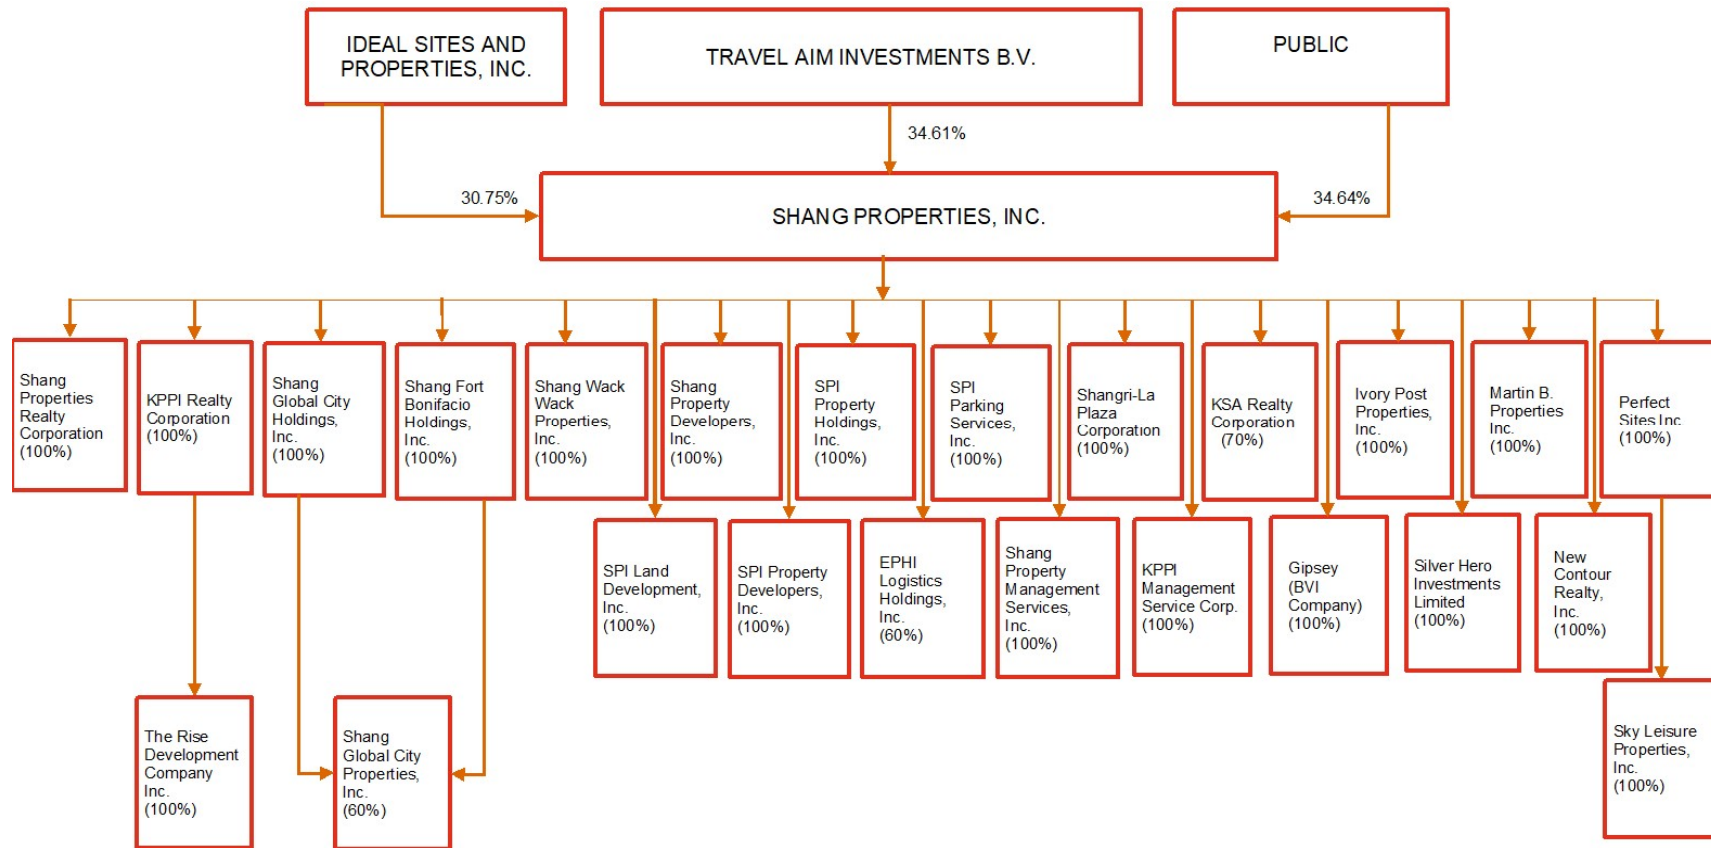 IDEAL SITES AND
PROPERTIES, INC.
TRAVEL AIM INVESTMENTS B.V.
PUBLIC
34.61%
30.75%
34.64%
SHANG PROPERTIES, INC.
Shang
Properties
Realty
Corporation
(100%)
KPPI Realty
Corporation
(100%)
Shang
Global City
Holdings,
Inc.
(100%)
Shang Fort
Bonifacio
Holdings,
Inc.
(100%)
Shang Wack
Wack
Properties,
Inc.
(100%)
Shang
Property
Developers,
Inc.
(100%)
SPI
Property
Holdings,
Inc.
(100%)
SPI
Parking
Services,
Inc.
(100%)
Shangri-La
Plaza
Corporation
(100%)
KSA Realty
Corporation
(70%)
Ivory Post
Properties,
Inc.
(100%)
Martin B.
Properties
Inc.
(100%)
Perfect
Sites Inc
(100%)
SPI Land
Development,
Inc.
(100%)
SPI Property
Developers,
Inc.
(100%)
EPHI
Logistics
Holdings,
Inc.
(60%)
Shang
Property
Management
Services,
Inc.
(100%)
KPPI
Management
Service Corp.
(100%)
Gipsey
(BVI
Company)
(100%)
Silver Hero
Investments
Limited
(100%)
New
Contour
Realty,
Inc.
(100%)
The Rise
Development
Company
Inc.
(100%)
Shang
Global City
Properties,
Inc.
(60%)
Sky Leisure
Properties,
Inc.
(100%)